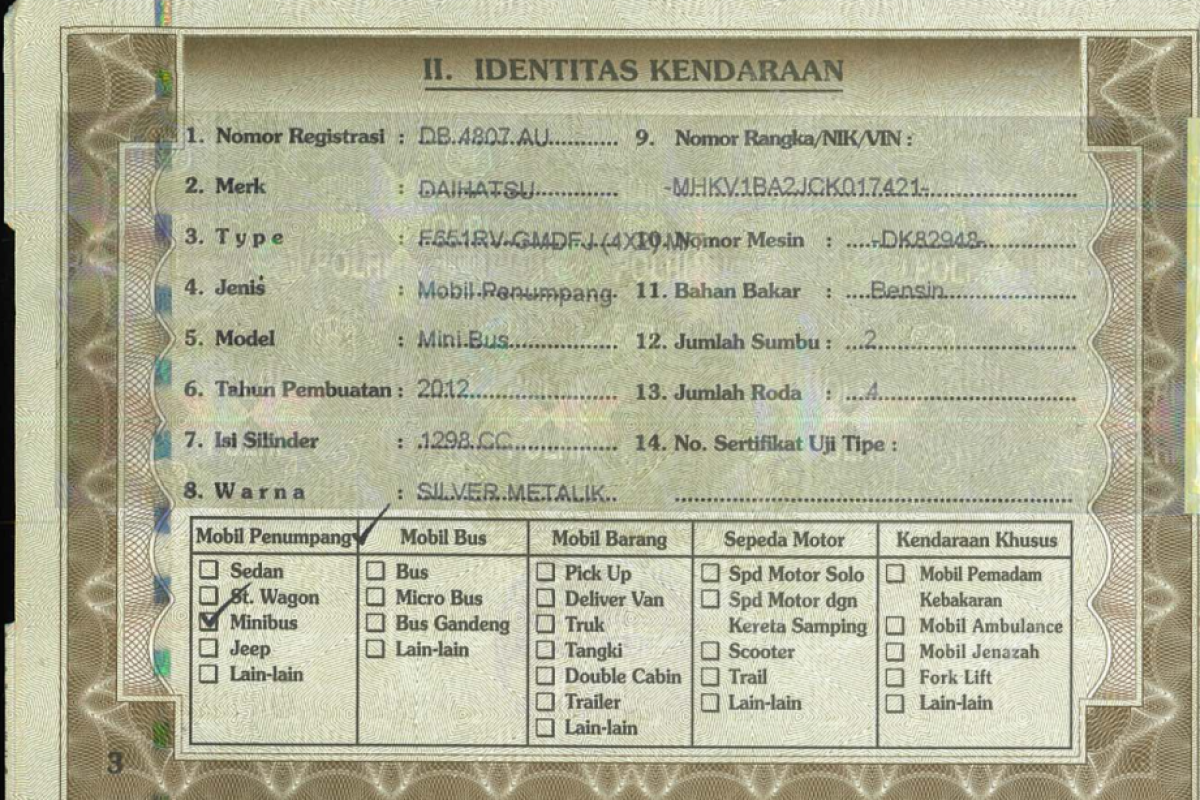 II. IDENTITAS KENDARAAN
1. Nomor Registrasi : DB 4807 AU
2. Merk : DAIHATSU
3. Type : F651RV-GMDFJ (4X2) M/T
4. Jenis : Mobil Penumpang
5. Model : Mini Bus
6. Tahun Pembuatan : 2012
7. Isi Silinder : 1298 CC
8. Warna : SILVER METALIK
9. Nomor Rangka/NIK/VIN :
-MHKV1BA2JCK017421-
10. Nomor Mesin : -DK82948-
11. Bahan Bakar : Bensin
12. Jumlah Sumbu : 2
13. Jumlah Roda : 4
14. No. Sertifikat Uji Tipe :
Mobil Penumpang
Sedan
St. Wagon
Minibus
Jeep
Lain-lain
Mobil Bus
Bus
Micro Bus
Bus Gandeng
Lain-lain
Mobil Barang
Pick Up
Deliver Van
Truk
Tangki
Double Cabin
Trailer
Lain-lain
Sepeda Motor
Spd Motor Solo
Spd Motor dgn
Kereta Samping
Scooter
Trail
Lain-lain
Kendaraan Khusus
Mobil Pemadam
Kebakaran
Mobil Ambulance
Mobil Jenazah
Fork Lift
Lain-lain
3